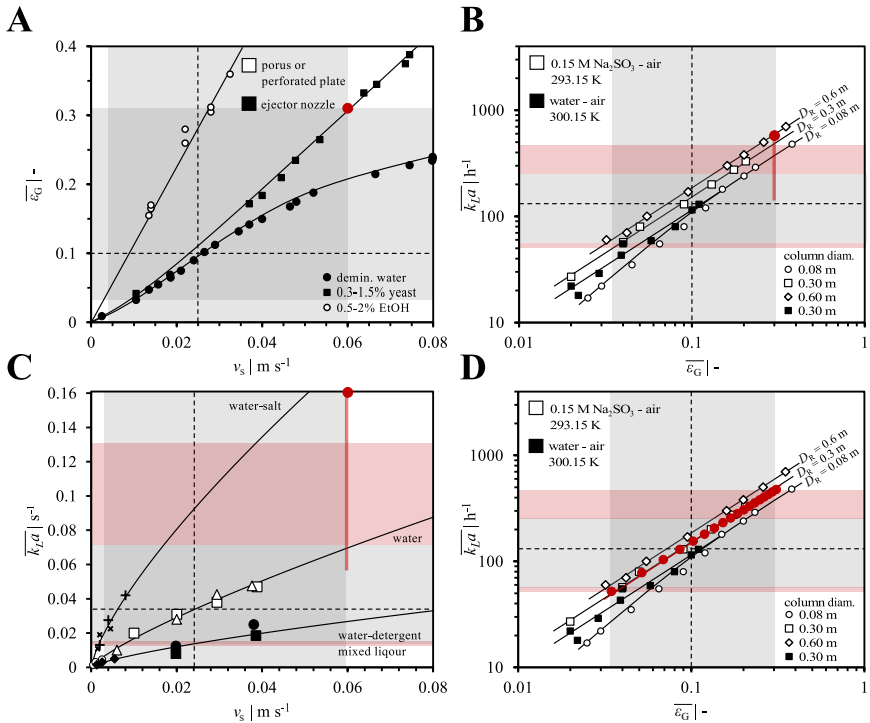 A
0.4
0.3
0.2
0.1
0
ε̅G | -
porus or
perforated plate
ejector nozzle
demin. water
0.3-1.5% yeast
0.5-2% EtOH
0 0.02 0.04 0.06 0.08
vs | m s-1
B
1000
100
10
kLa | h-1
0.15 M Na2SO3 - air
293.15 K
water - air
300.15 K
DR = 0.6 m
DR = 0.3 m
DR = 0.08 m
column diam.
0.08 m
0.30 m
0.60 m
0.30 m
0.01 0.1 1
ε̅G | -
C
0.16
0.14
0.12
0.1
0.08
0.06
0.04
0.02
0
kLa | s-1
water-salt
water
water-detergent
mixed liqour
0 0.02 0.04 0.06 0.08
vs | m s-1
D
1000
100
10
kLa | h-1
0.15 M Na2SO3 - air
293.15 K
water - air
300.15 K
DR = 0.6 m
DR = 0.3 m
DR = 0.08 m
column diam.
0.08 m
0.30 m
0.60 m
0.30 m
0.01 0.1 1
ε̅G | -